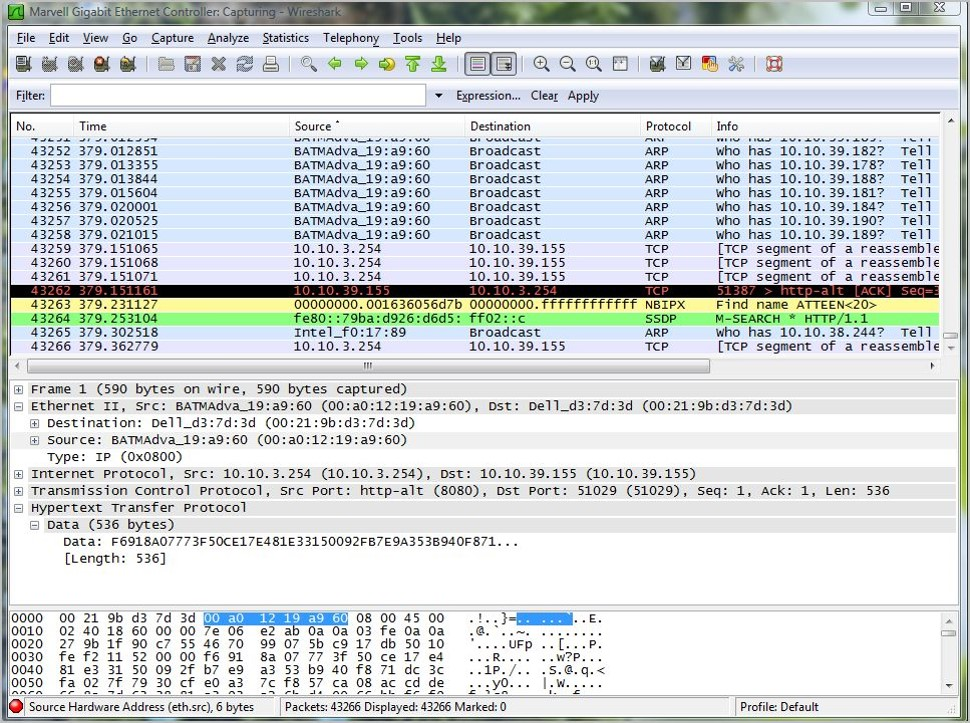 Marvell Gigabit Ethernet Controller: Capturing - Wireshark
File Edit View Go Capture Analyze Statistics Telephony Tools Help
Filter: Expression... Clear Apply
No. Time Source Destination Protocol Info
43252 379.012851 BATMAdva_19:a9:60 Broadcast ARP Who has 10.10.39.182? Tell
43253 379.013355 BATMAdva_19:a9:60 Broadcast ARP Who has 10.10.39.178? Tell
43254 379.013844 BATMAdva_19:a9:60 Broadcast ARP Who has 10.10.39.188? Tell
43255 379.015604 BATMAdva_19:a9:60 Broadcast ARP Who has 10.10.39.181? Tell
43256 379.020001 BATMAdva_19:a9:60 Broadcast ARP Who has 10.10.39.184? Tell
43257 379.020525 BATMAdva_19:a9:60 Broadcast ARP Who has 10.10.39.190? Tell
43258 379.021015 BATMAdva_19:a9:60 Broadcast ARP Who has 10.10.39.189? Tell
43259 379.151065 10.10.3.254 10.10.39.155 TCP [TCP segment of a reassemble
43260 379.151068 10.10.3.254 10.10.39.155 TCP [TCP segment of a reassemble
43261 379.151071 10.10.3.254 10.10.39.155 TCP [TCP segment of a reassemble
43262 379.151161 10.10.39.155 10.10.3.254 TCP 51387 > http-alt [ACK] Seq=3
43263 379.231127 00000000.001636056d7b 00000000.ffffffffffff NBIPX Find name ATTEEN<20>
43264 379.253104 fe80::79ba:d926:d6d5: ff02::c SSDP M-SEARCH * HTTP/1.1
43265 379.302518 Intel_f0:17:89 Broadcast ARP Who has 10.10.38.244? Tell
43266 379.362779 10.10.3.254 10.10.39.155 TCP [TCP segment of a reassemble
Frame 1 (590 bytes on wire, 590 bytes captured)
Ethernet II, Src: BATMAdva_19:a9:60 (00:a0:12:19:a9:60), Dst: Dell_d3:7d:3d (00:21:9b:d3:7d:3d)
Destination: Dell_d3:7d:3d (00:21:9b:d3:7d:3d)
Source: BATMAdva_19:a9:60 (00:a0:12:19:a9:60)
Type: IP (0x0800)
Internet Protocol, Src: 10.10.3.254 (10.10.3.254), Dst: 10.10.39.155 (10.10.39.155)
Transmission Control Protocol, Src Port: http-alt (8080), Dst Port: 51029 (51029), Seq: 1, Ack: 1, Len: 536
Hypertext Transfer Protocol
Data (536 bytes)
Data: F6918A07773F50CE17E481E33150092FB7E9A353B940F871...
[Length: 536]
0000 00 21 9b d3 7d 3d 00 a0 12 19 a9 60 08 00 45 00 .!..}=.. ...`..E.
0010 02 40 18 60 00 00 7e 06 e2 ab 0a 0a 03 fe 0a 0a .@.`..~. ........
0020 27 9b 1f 90 c7 55 46 70 99 07 5b c9 17 db 50 10 '....UFp ..[...P.
0030 fe f2 11 52 00 00 f6 91 8a 07 77 3f 50 ce 17 e4 ...R.... ..w?P...
0040 81 e3 31 50 09 2f b7 e9 a3 53 b9 40 f8 71 dc 3c ..1P./.. .S.@.q.<
0050 fa 02 7f 79 30 cf e0 a3 7c f8 57 ca 08 ac cd de ...y0... |.W.....
Source Hardware Address (eth.src), 6 bytes Packets: 43266 Displayed: 43266 Marked: 0 Profile: Default